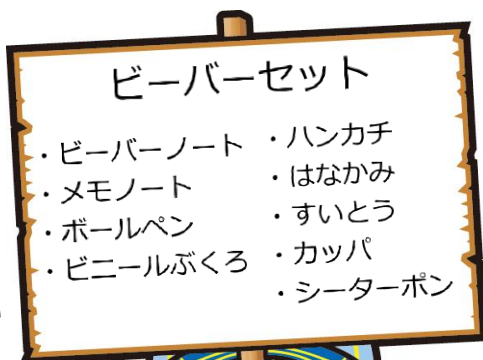 ビーバーセット
・ビーバーノート
・メモノート
・ボールペン
・ビニールぶくろ
・ハンカチ
・はなかみ
・すいとう
・カッパ
・シーターポン